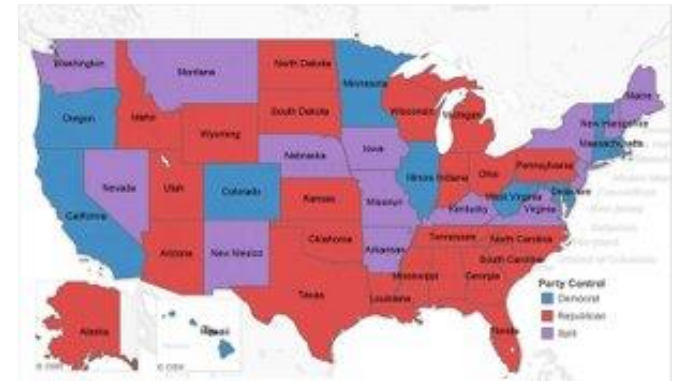 Washington
Montana
North Dakota
Minnesota
Maine
Oregon
Idaho
South Dakota
Wisconsin
Michigan
New Hampshire
Massachusetts
Wyoming
Iowa
Nebraska
Pennsylvania
Nevada
Utah
Colorado
Illinois
Indiana
Ohio
Delaware
California
Kansas
Missouri
West Virginia
Kentucky
Virginia
Arizona
New Mexico
Oklahoma
Arkansas
Tennessee
North Carolina
South Carolina
Mississippi
Georgia
Texas
Louisiana
Florida
Alaska
Hawaii
Party Control
Democrat
Republican
Split